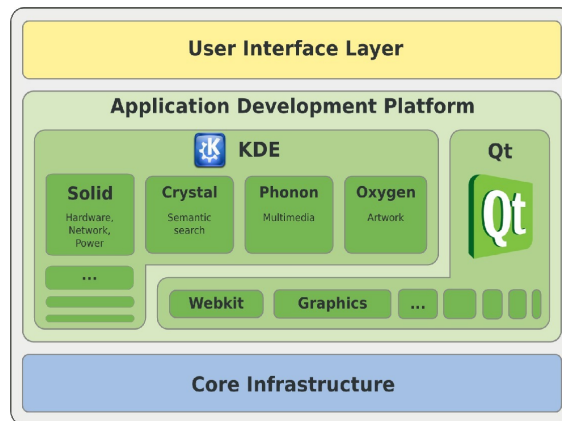 User Interface Layer
Application Development Platform
KDE
Qt
Solid
Hardware,
Network,
Power
Crystal
Semantic
search
Phonon
Multimedia
Oxygen
Artwork
Qt
...
Webkit
Graphics
...
Core Infrastructure